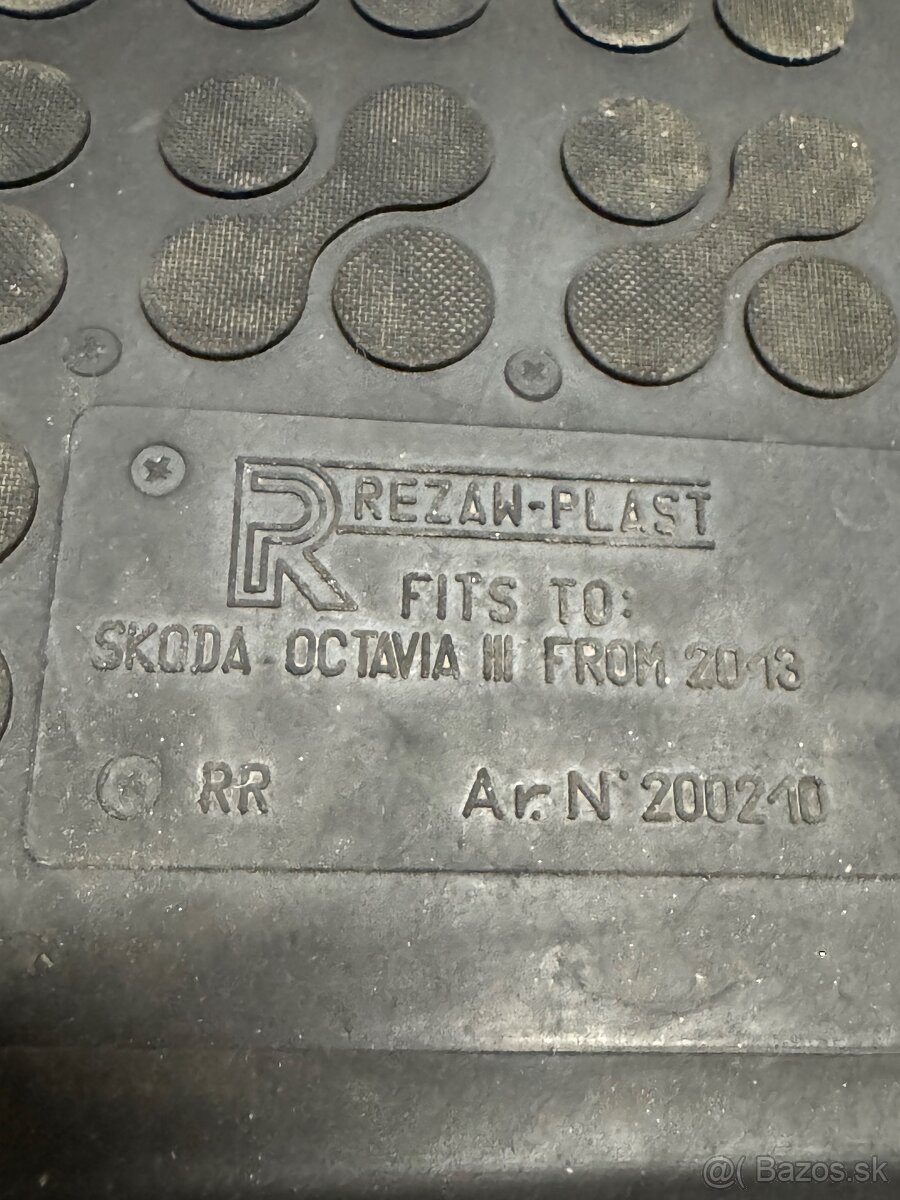 R REZAW-PLAST
FITS TO:
SKODA OCTAVIA III FROM 2013
RR Ar. N° 200210
@( Bazos.sk